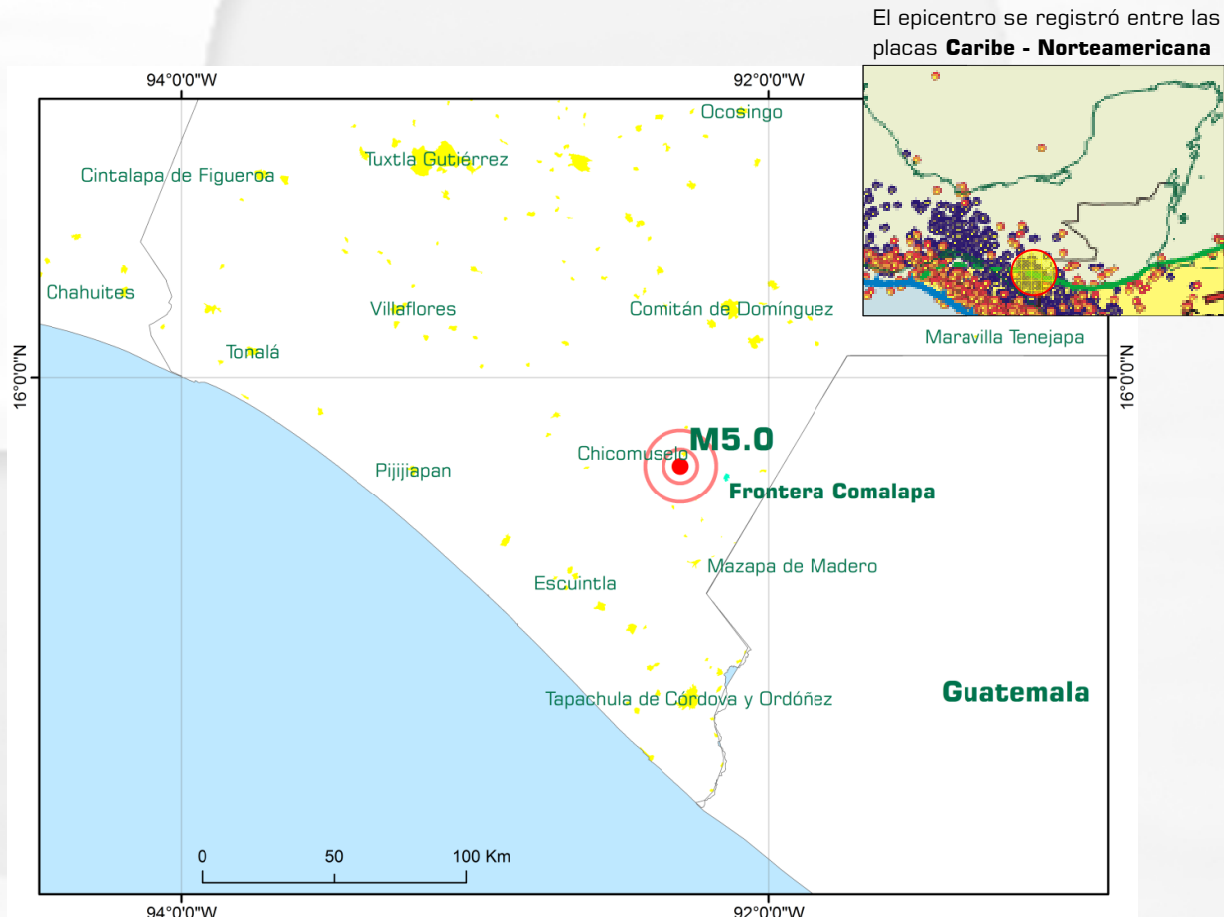 El epicentro se registró entre las
placas Caribe - Norteamericana
94°0'0"W
92°0'0"W
Ocosingo
Tuxtla Gutiérrez
Cintalapa de Figueroa
Chahuites
Villaflores
Comitán de Domínguez
Maravilla Tenejapa
Tonalá
16°0'0"N
16°0'0"N
M5.0
Chicomuselo
Pijijiapan
Frontera Comalapa
Mazapa de Madero
Escuintla
Guatemala
Tapachula de Córdova y Ordóñez
0 50 100 Km
94°0'0"W
92°0'0"W